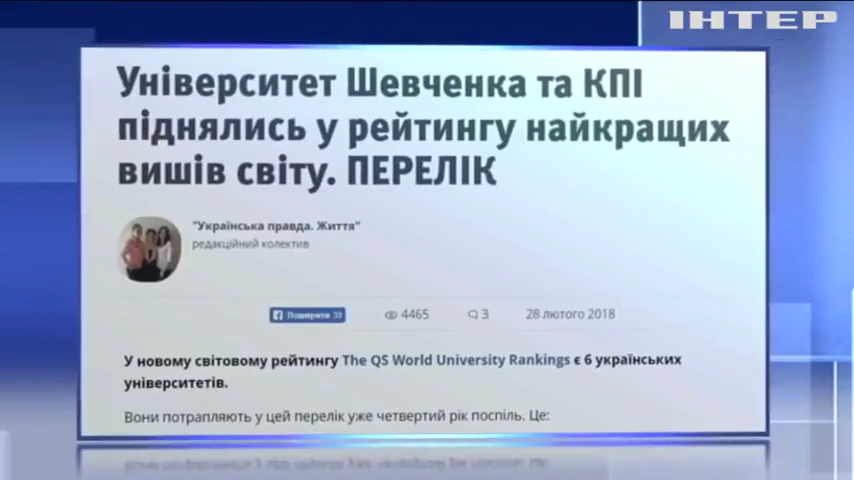 ІНТЕР
Університет Шевченка та КПІ
піднялись у рейтингу найкращих
вишів світу. ПЕРЕЛІК
"Українська правда. Життя"
редакційний колектив
Поширити 39 4465 3 28 лютого 2018
У новому світовому рейтингу The QS World University Rankings є 6 українських
університетів.
Вони потрапляють у цей перелік уже четвертий рік поспіль. Це: